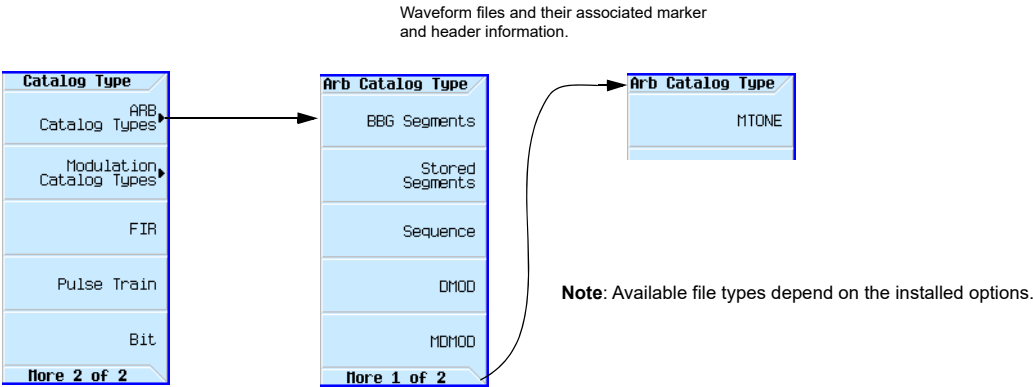 Waveform files and their associated marker
and header information.
Catalog Type
ARB
Catalog Types
Modulation
Catalog Types
FIR
Pulse Train
Bit
More 2 of 2
Arb Catalog Type
BBG Segments
Stored
Segments
Sequence
DMOD
MDMOD
More 1 of 2
Arb Catalog Type
MTONE
Note: Available file types depend on the installed options.